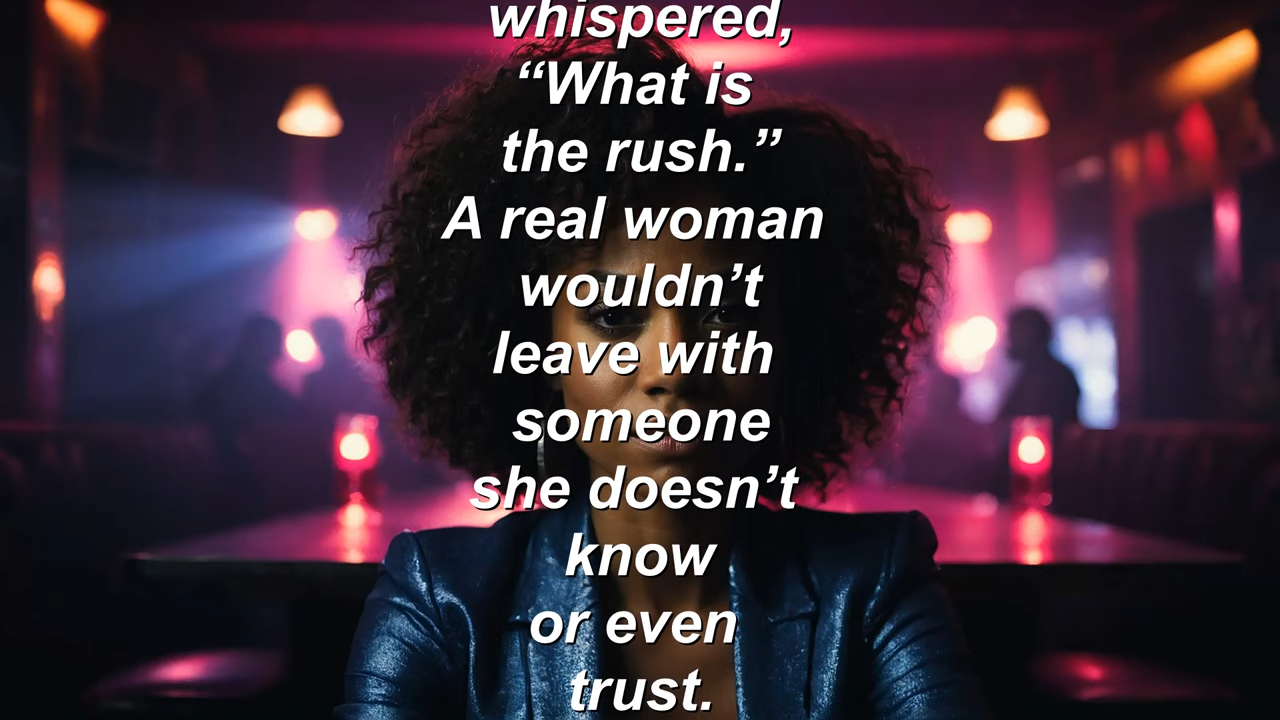 whispered,
“What is
the rush.”
A real woman
wouldn’t
leave with
someone
she doesn’t
know
or even
trust.